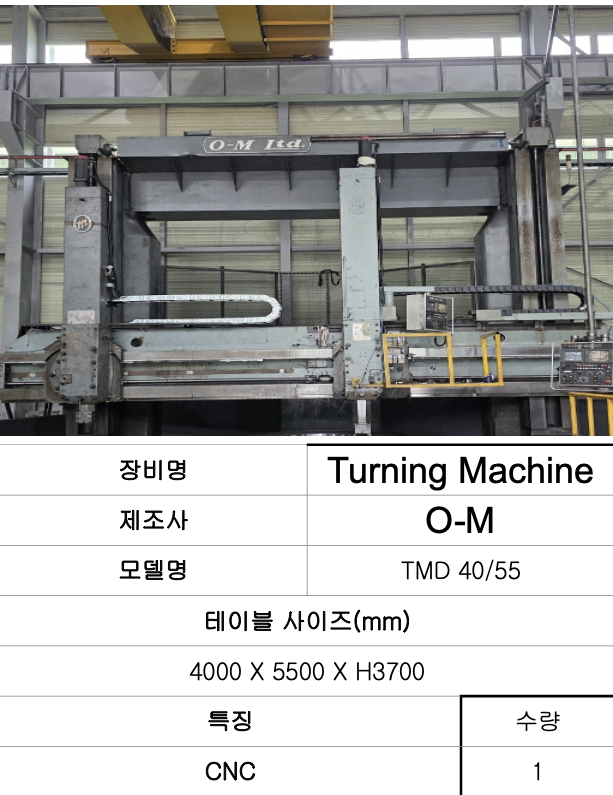 O-M Ltd.
장비명 Turning Machine
제조사 O-M
모델명 TMD 40/55
테이블 사이즈(mm)
4000 X 5500 X H3700
특징 수량
CNC 1